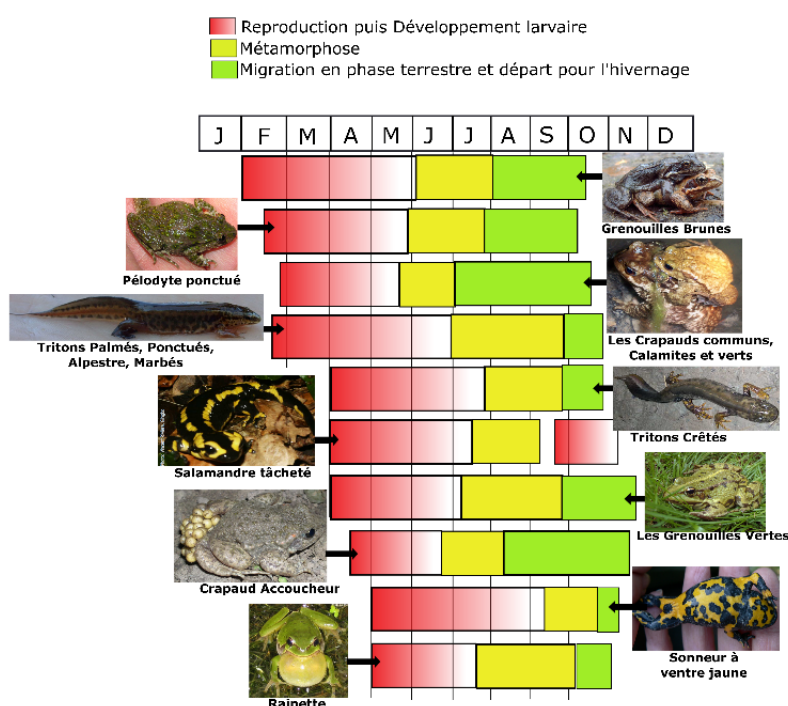 Reproduction puis Développement larvaire
Métamorphose
Migration en phase terrestre et départ pour l'hivernage
J F M A M J J A S O N D
Grenouilles Brunes
Pélodyte ponctué
Les Crapauds communs,
Calamites et verts
Tritons Palmés, Ponctués,
Alpestre, Marbés
Tritons Crêtés
Salamandre tâcheté
Les Grenouilles Vertes
Crapaud Accoucheur
Sonneur à
ventre jaune
Rainette